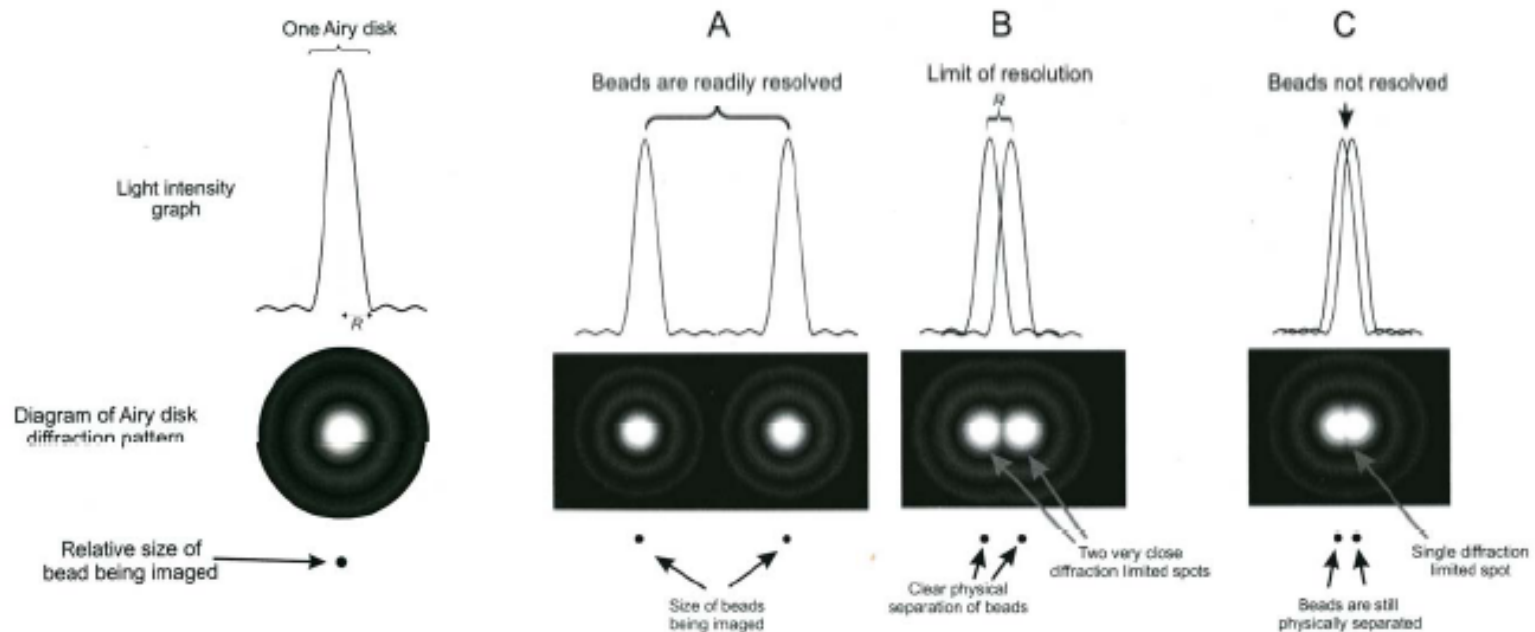 One Airy disk
Light intensity
graph
R
Diagram of Airy disk
diffraction pattern
Relative size of
bead being imaged
A
Beads are readily resolved
Size of beads
being imaged
B
Limit of resolution
R
Two very close
diffraction limited spots
Clear physical
separation of beads
C
Beads not resolved
Single diffraction
limited spot
Beads are still
physically separated